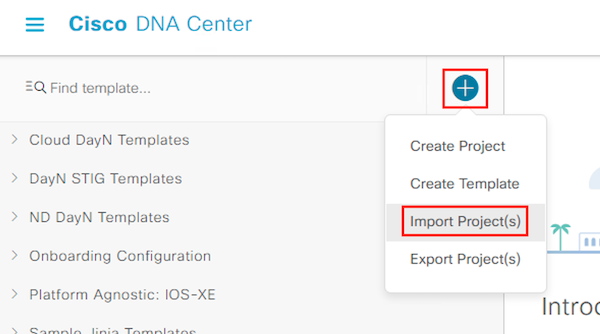 Cisco DNA Center
Find template...
Cloud DayN Templates
DayN STIG Templates
ND DayN Templates
Onboarding Configuration
Platform Agnostic: IOS-XE
Sample Jinja Templates
Create Project
Create Template
Import Project(s)
Export Project(s)
Introd